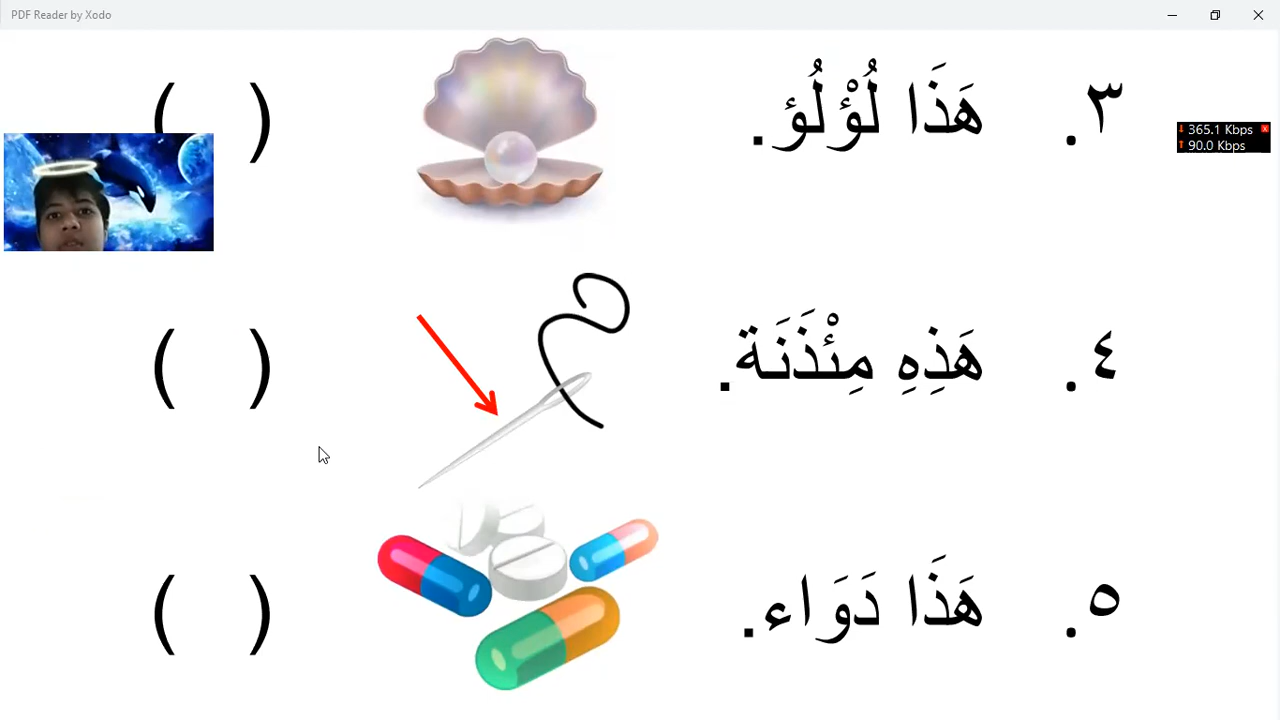 PDF Reader by Xodo
٣. هَذَا لُؤْلُؤ. ( )
365.1 Kbps
90.0 Kbps
٤. هَذِهِ مِئْذَنَة. ( )
٥. هَذَا دَوَاء. ( )